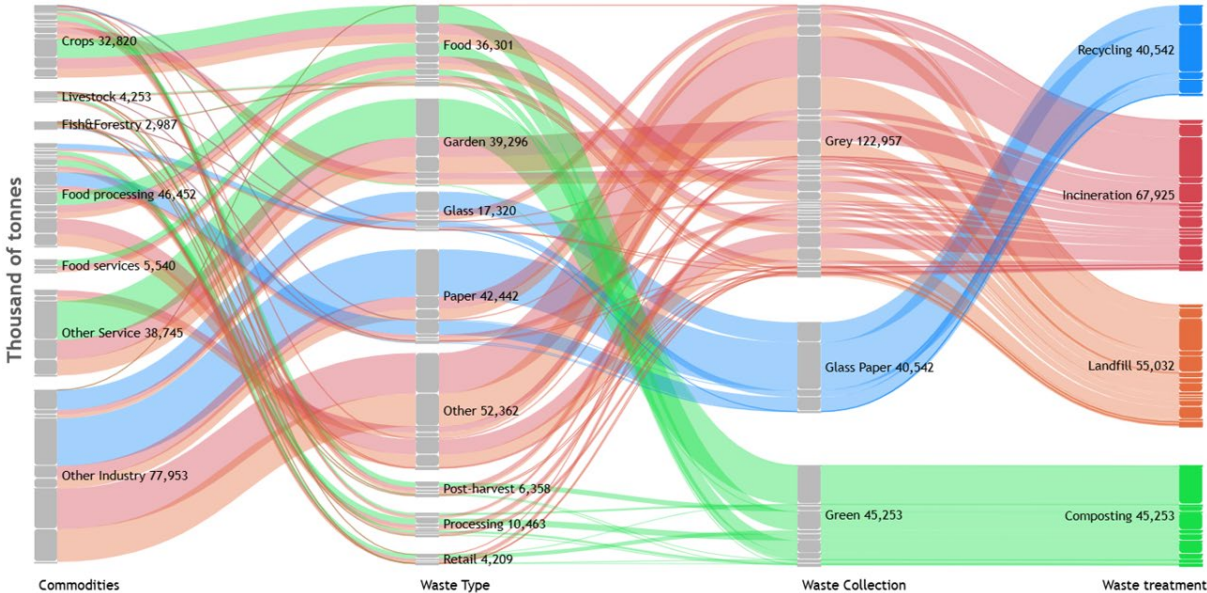 Thousand of tonnes
Crops 32,820
Livestock 4,253
Fish&Forestry 2,987
Food processing 46,452
Food services 5,540
Other Service 38,745
Other Industry 77,953
Commodities
Food 36,301
Garden 39,296
Glass 17,320
Paper 42,442
Other 52,362
Post-harvest 6,358
Processing 10,463
Retail 4,209
Waste Type
Grey 122,957
Glass Paper 40,542
Green 45,253
Waste Collection
Recycling 40,542
Incineration 67,925
Landfill 55,032
Composting 45,253
Waste treatment